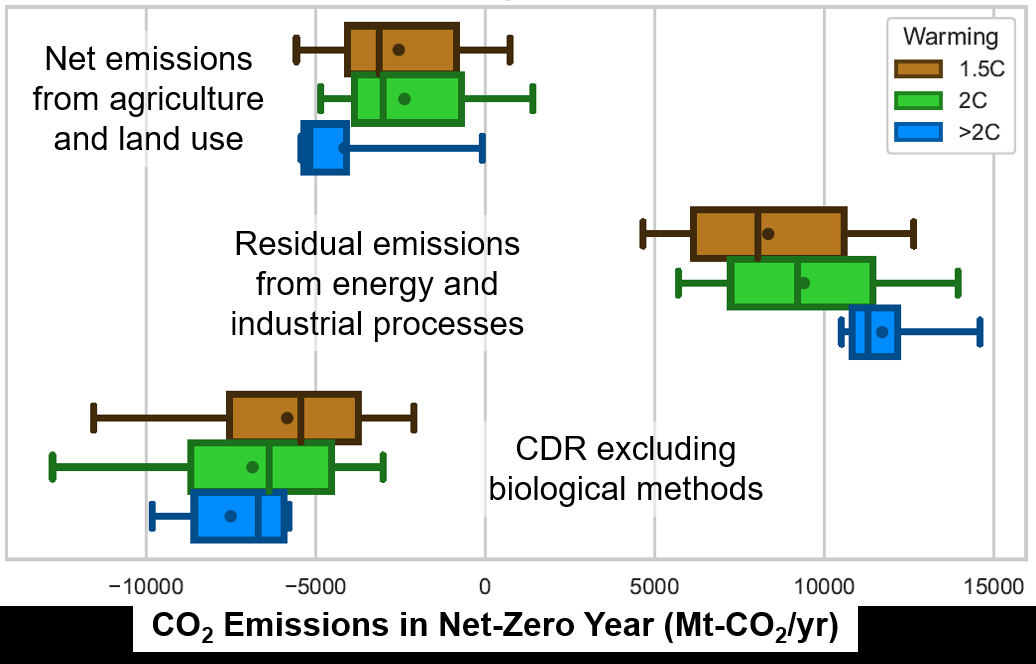 Net emissions
from agriculture
and land use
Warming
1.5C
2C
>2C
Residual emissions
from energy and
industrial processes
CDR excluding
biological methods
−10000 −5000 0 5000 10000 15000
CO₂ Emissions in Net-Zero Year (Mt-CO₂/yr)